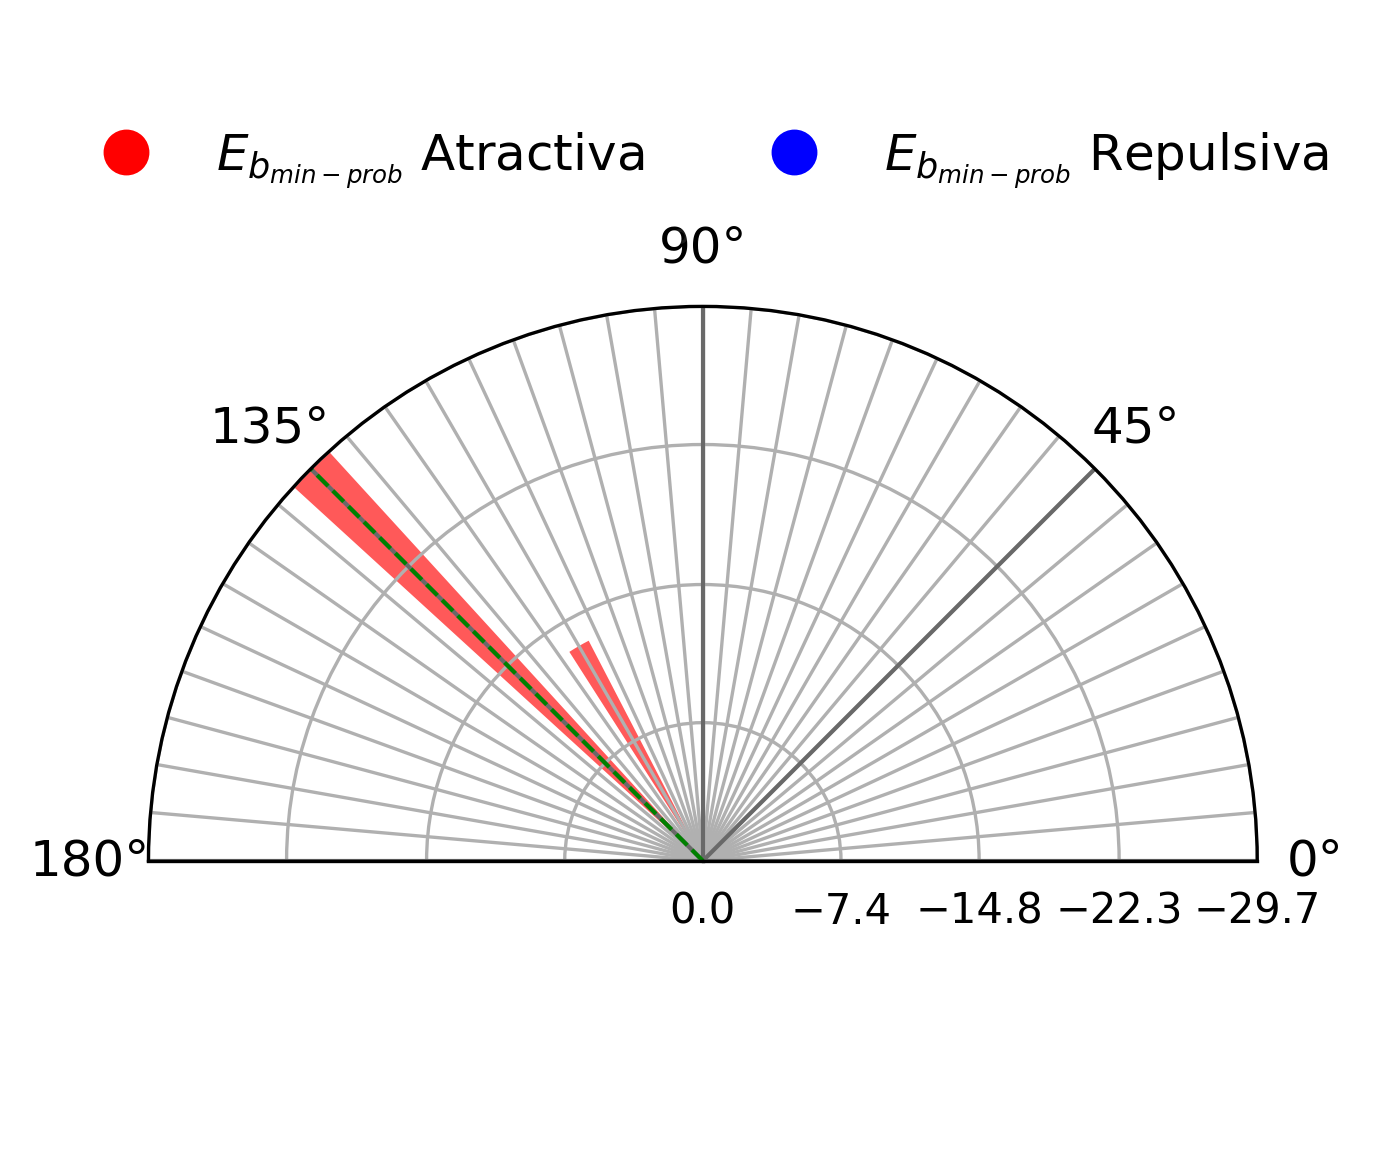 E_{b_{min-prob}} Atractiva E_{b_{min-prob}} Repulsiva
90°
135° 45°
180° 0°
0.0 −7.4 −14.8 −22.3 −29.7